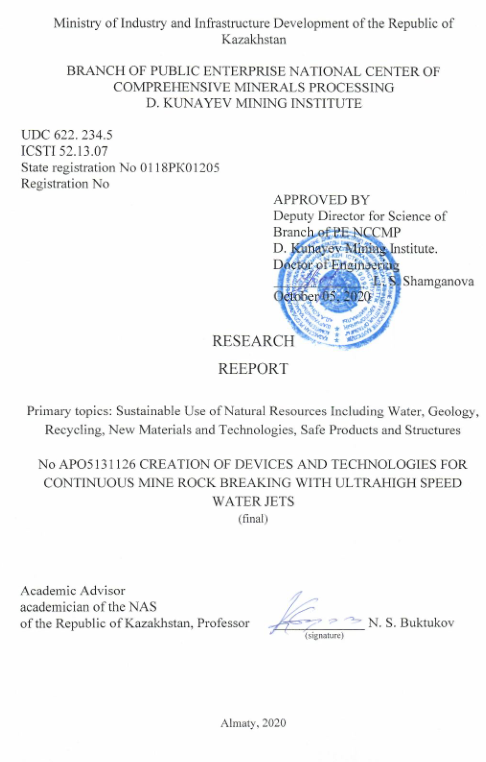 Ministry of Industry and Infrastructure Development of the Republic of
Kazakhstan
BRANCH OF PUBLIC ENTERPRISE NATIONAL CENTER OF
COMPREHENSIVE MINERALS PROCESSING
D. KUNAYEV MINING INSTITUTE
UDC 622. 234.5
ICSTI 52.13.07
State registration No 0118РК01205
Registration No
APPROVED BY
Deputy Director for Science of
Branch of PE NCCMP
D. Kunayev Mining Institute.
Doctor of Engineering
S. Shamganova
October 05, 2020
RESEARCH
REEPORT
Primary topics: Sustainable Use of Natural Resources Including Water, Geology,
Recycling, New Materials and Technologies, Safe Products and Structures
No APO5131126 CREATION OF DEVICES AND TECHNOLOGIES FOR
CONTINUOUS MINE ROCK BREAKING WITH ULTRAHIGH SPEED
WATER JETS
(final)
Academic Advisor
academician of the NAS
of the Republic of Kazakhstan, Professor N. S. Buktukov
(signature)
Almaty, 2020